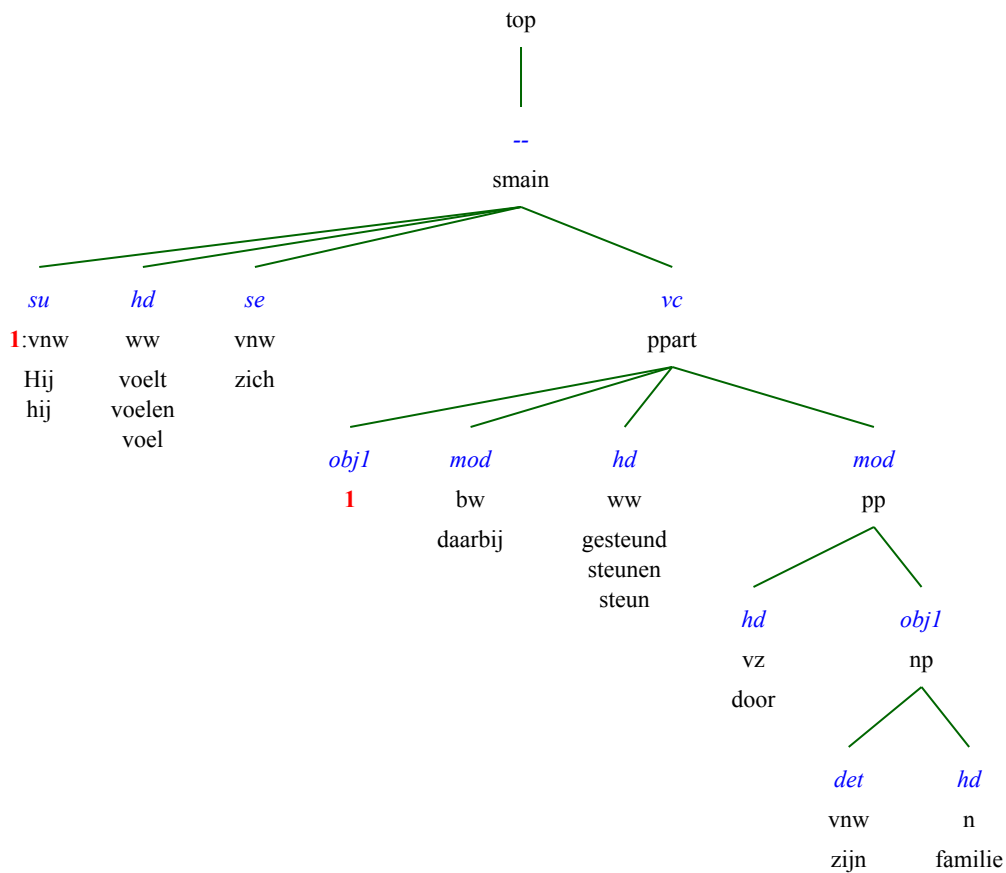 top
--
smain
su hd se vc
1:vnw ww vnw ppart
Hij voelt zich
hij voelen
voel
obj1 mod hd mod
1 bw ww pp
daarbij gesteund
steunen
steun
hd obj1
vz np
door
det hd
vnw n
zijn familie